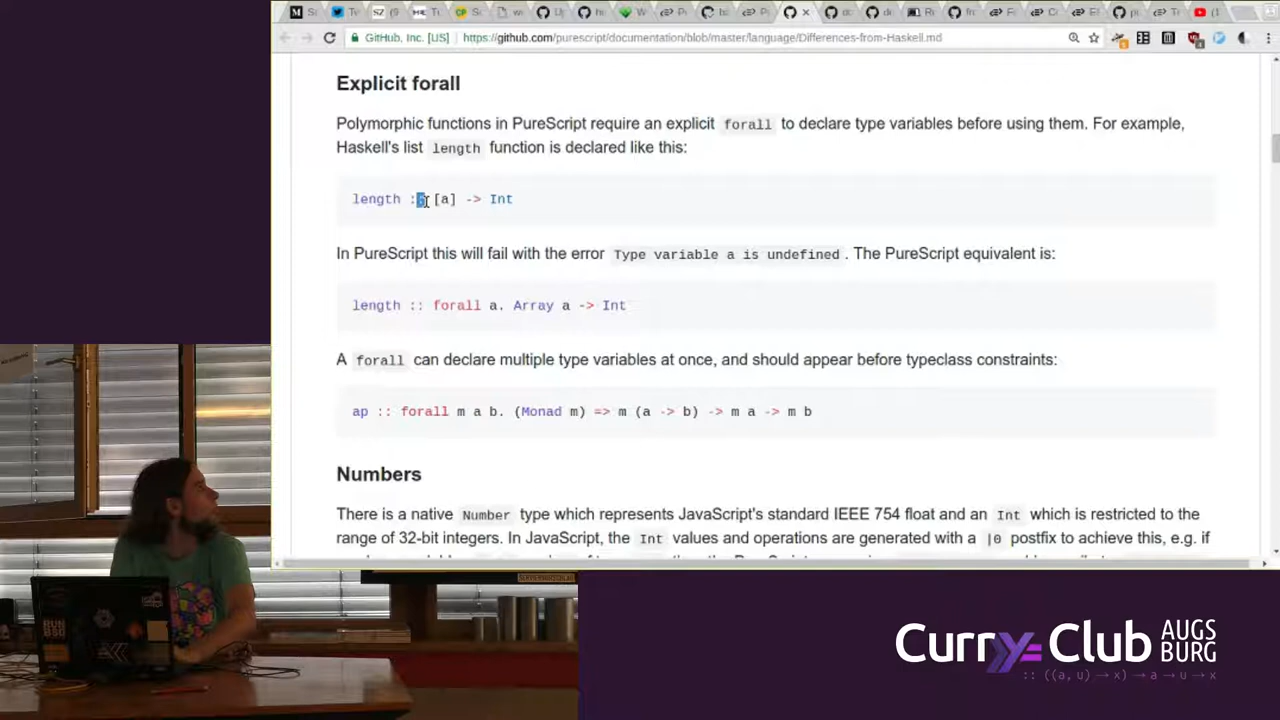 GitHub, Inc. [US]
https://github.com/purescript/documentation/blob/master/language/Differences-from-Haskell.md
Explicit forall
Polymorphic functions in PureScript require an explicit forall to declare type variables before using them. For example,
Haskell's list length function is declared like this:
length :: [a] -> Int
In PureScript this will fail with the error Type variable a is undefined . The PureScript equivalent is:
length :: forall a. Array a -> Int
A forall can declare multiple type variables at once, and should appear before typeclass constraints:
ap :: forall m a b. (Monad m) => m (a -> b) -> m a -> m b
Numbers
There is a native Number type which represents JavaScript's standard IEEE 754 float and an Int which is restricted to the
range of 32-bit integers. In JavaScript, the Int values and operations are generated with a |0 postfix to achieve this, e.g. if
RUN
BSD
Curry Club
AUGS
BURG
:: ((a, u) → x) → a → u → x